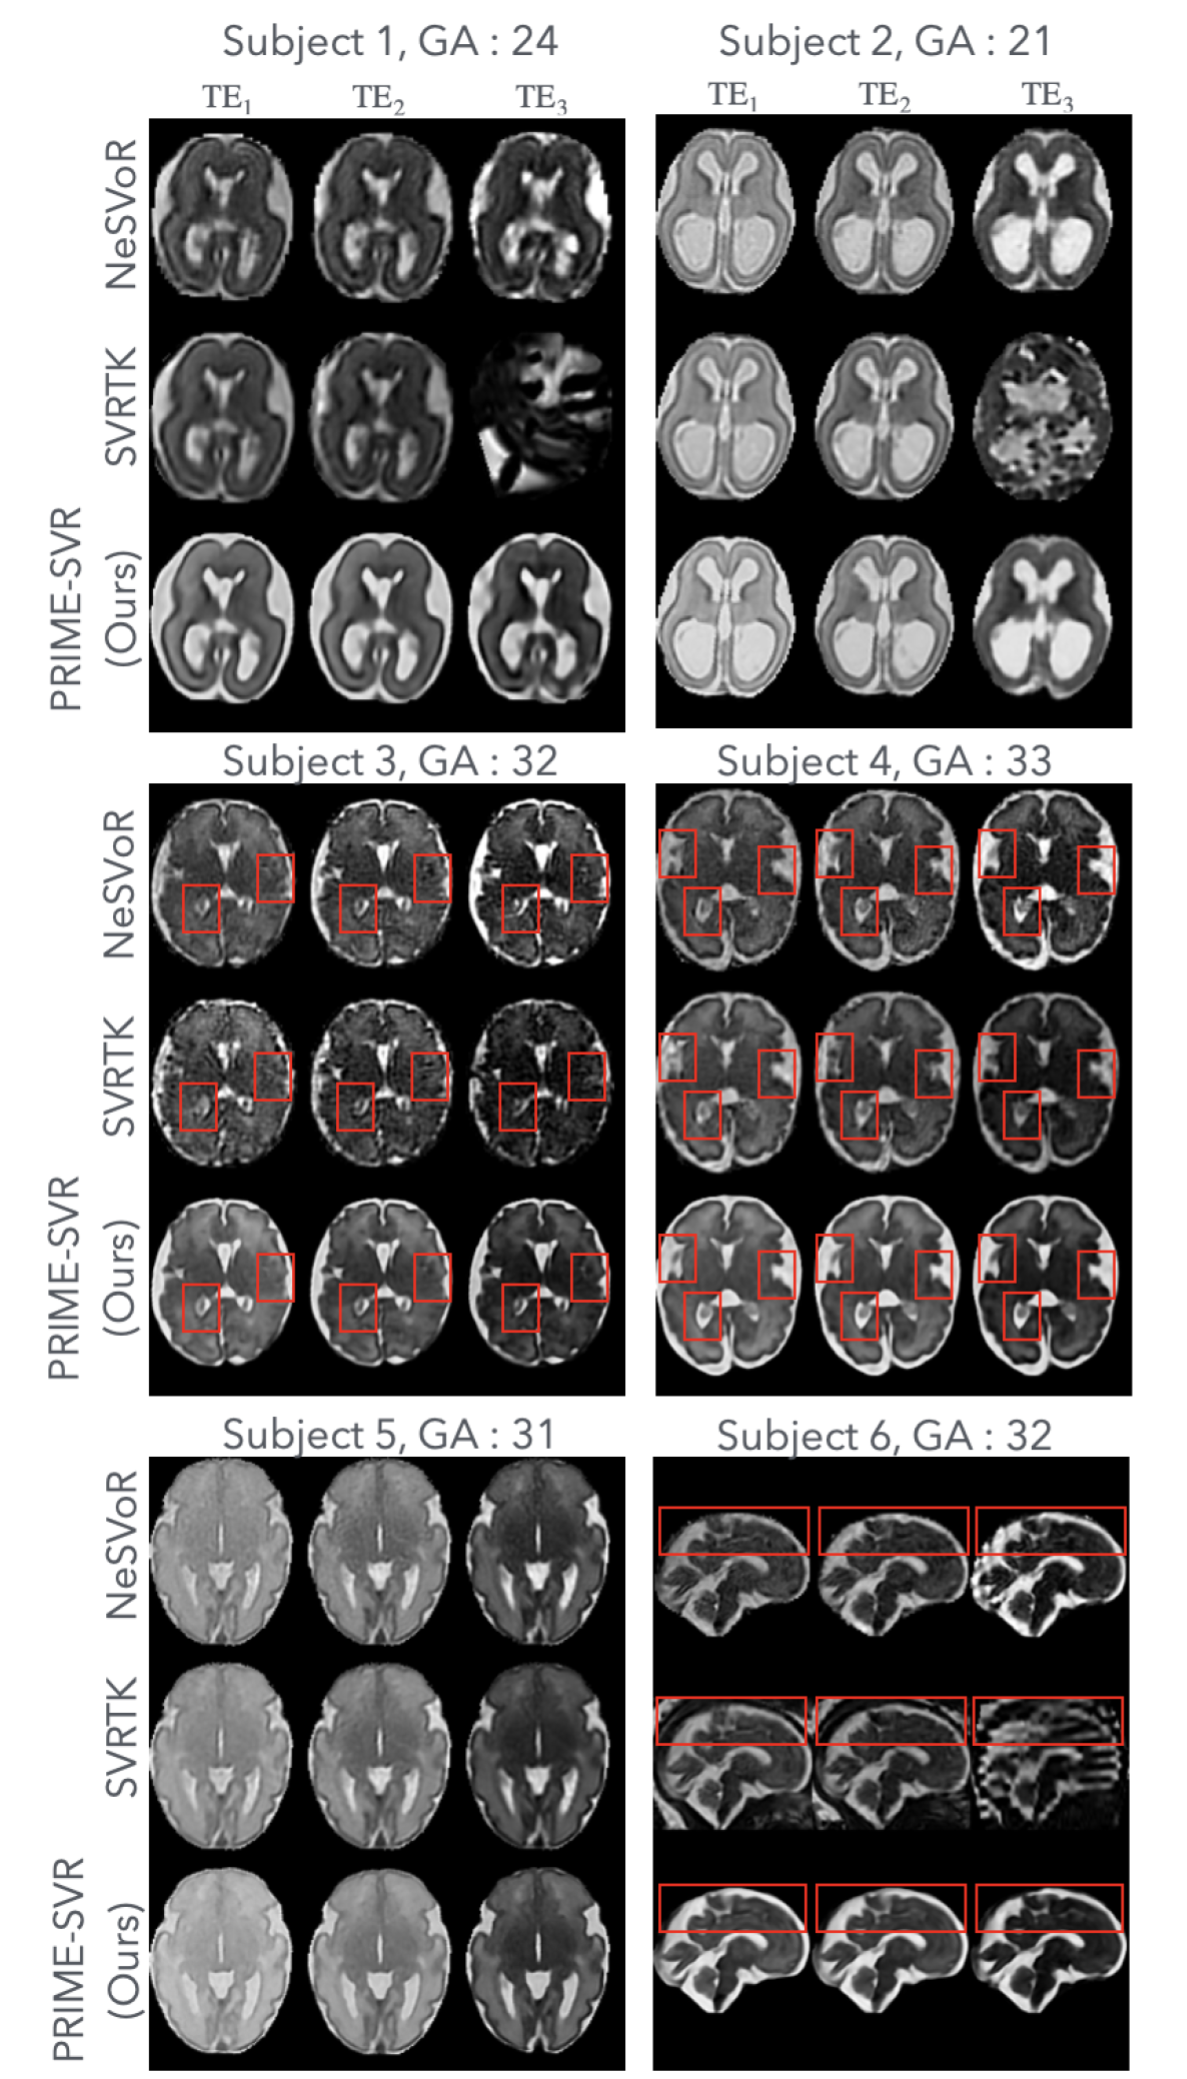 Subject 1, GA : 24
Subject 2, GA : 21
TE1 TE2 TE3
TE1 TE2 TE3
NeSVoR
SVRTK
PRIME-SVR
(Ours)
Subject 3, GA : 32
Subject 4, GA : 33
NeSVoR
SVRTK
PRIME-SVR
(Ours)
Subject 5, GA : 31
Subject 6, GA : 32
NeSVoR
SVRTK
PRIME-SVR
(Ours)